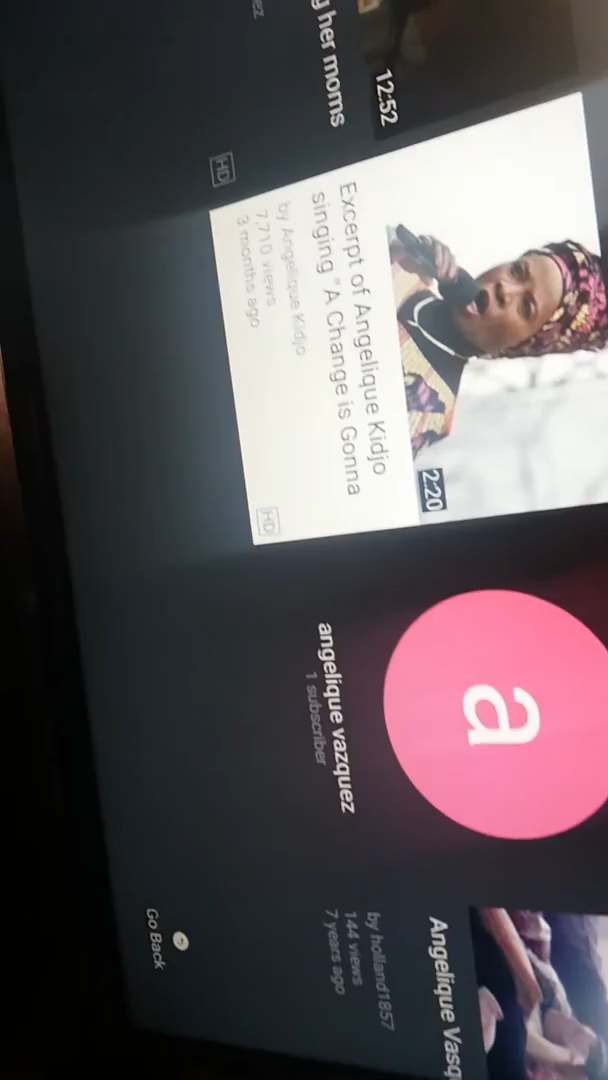 12:52
g her moms
ez
HD
2:20
Excerpt of Angelique Kidjo
singing "A Change is Gonna
by Angelique Kidjo
7,710 views
3 months ago
HD
a
angelique vazquez
1 subscriber
Angelique Vasq
by holland1857
144 views
7 years ago
Go Back